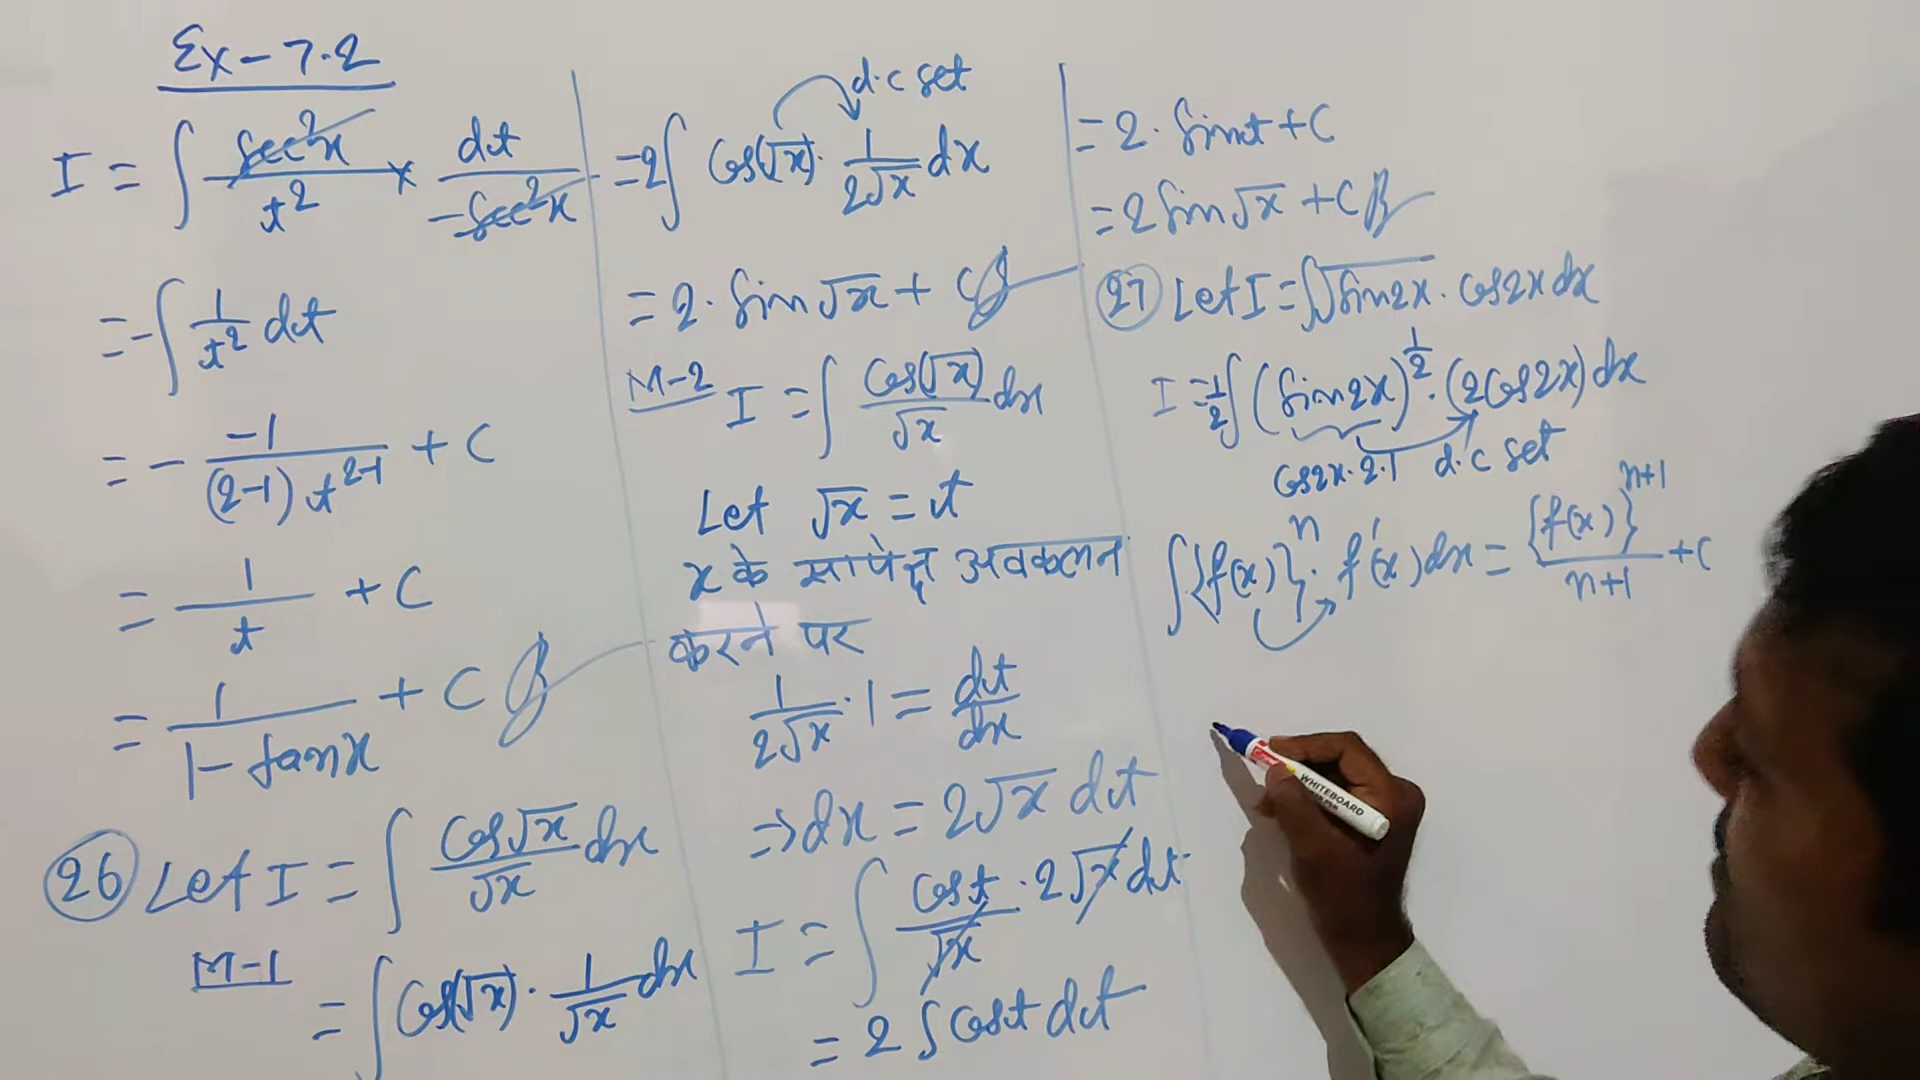 Ex - 7.2
I = ∫ sec²x / t² × dt / -sec²x
= -∫ 1/t² dt
= - -1 / (2-1) t^(2-1) + C
= 1/t + C
= 1 / (1 - tanx) + C
(26) Let I = ∫ cos√x / √x dx
M-1 = ∫ cos(√x) · 1/√x dx
d.c set
= 2∫ cos(√x) · 1/(2√x) dx
= 2 · sin√x + C
M-2 I = ∫ cos(√x) / √x dx
Let √x = t
x के सापेक्ष अवकलन
करने पर
1/(2√x) · 1 = dt/dx
⇒ dx = 2√x dt
I = ∫ cost / √x · 2√x dt
= 2 ∫ cost dt
= 2 · sint + C
= 2 sin√x + C
(27) Let I = ∫ √sin2x · cos2x dx
I = 1/2 ∫ (sin2x)^(1/2) · (2cos2x) dx
cos2x · 2 · 1 d.c set
∫ {f(x)}^n · f'(x) dx = {f(x)}^(n+1) / (n+1) + C
WHITEBOARD